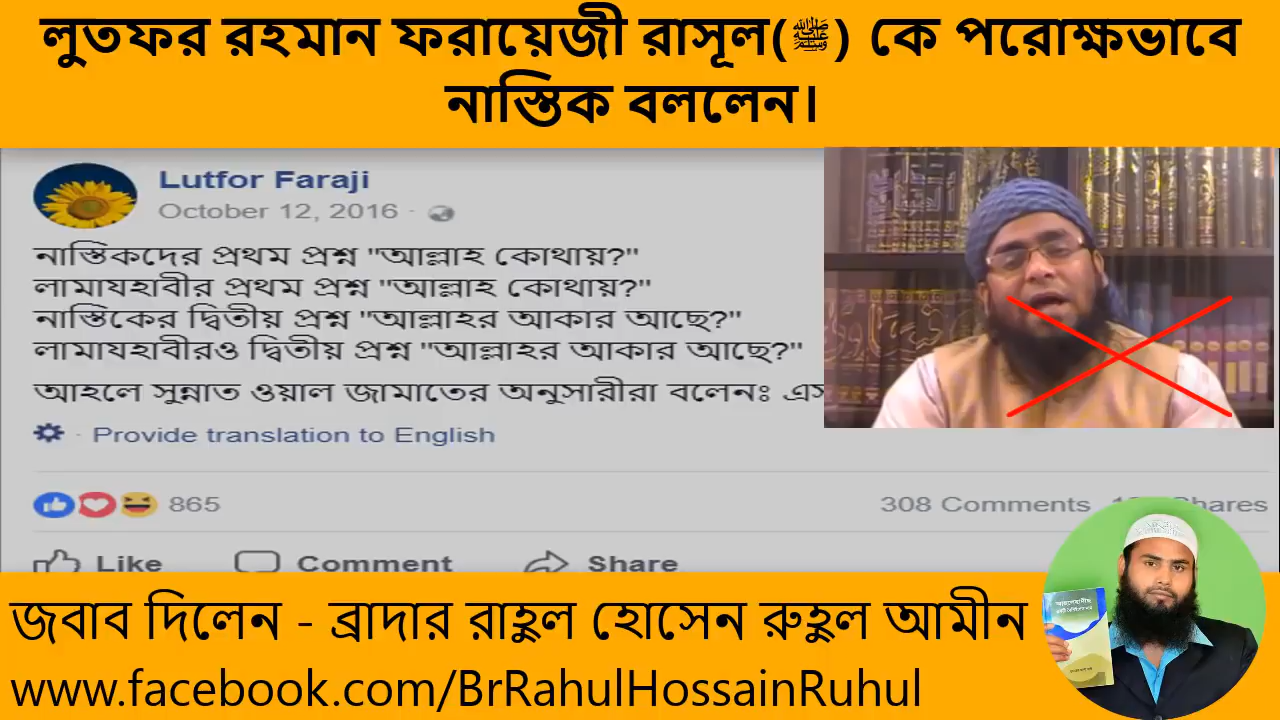 লুতফর রহমান ফরায়েজী রাসূল(ﷺ) কে পরোক্ষভাবে
নাস্তিক বললেন।
Lutfor Faraji
October 12, 2016 ·
নাস্তিকদের প্রথম প্রশ্ন "আল্লাহ কোথায়?"
লামাযহাবীর প্রথম প্রশ্ন "আল্লাহ কোথায়?"
নাস্তিকের দ্বিতীয় প্রশ্ন "আল্লাহর আকার আছে?"
লামাযহাবীরও দ্বিতীয় প্রশ্ন "আল্লাহর আকার আছে?"
আহলে সুন্নাত ওয়াল জামাতের অনুসারীরা বলেনঃ
· Provide translation to English
865
308 Comments
Shares
Like Comment Share
জবাব দিলেন - ব্রাদার রাহুল হোসেন রুহুল আমীন
www.facebook.com/BrRahulHossainRuhul